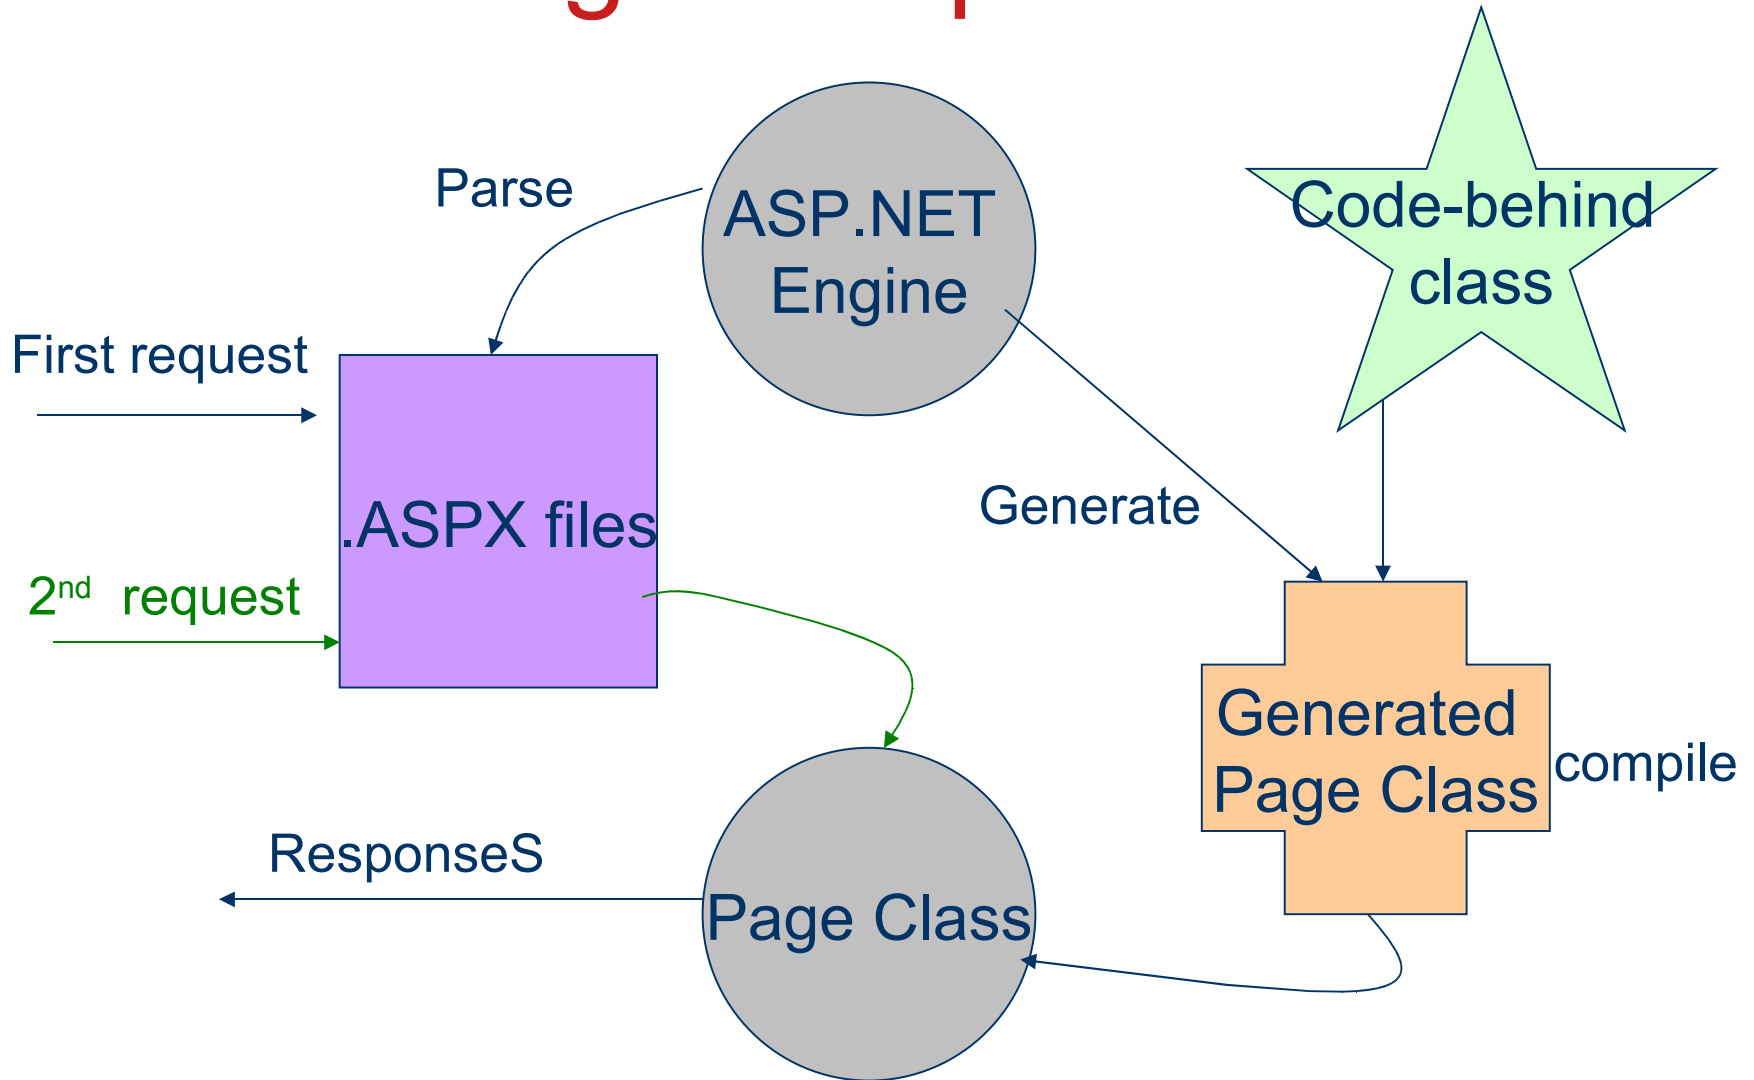 Parse
ASP.NET
Engine
Code-behind
class
First request
.ASPX files
Generate
2nd request
Generated
Page Class
compile
ResponseS
Page Class